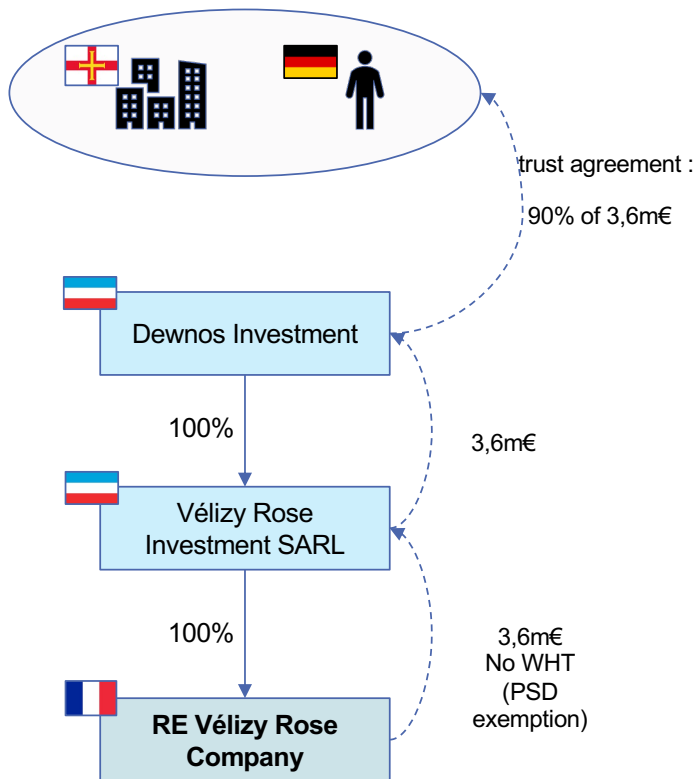 trust agreement :
90% of 3,6m€
Dewnos Investment
100%
3,6m€
Vélizy Rose
Investment SARL
100%
3,6m€
No WHT
(PSD
exemption)
RE Vélizy Rose
Company